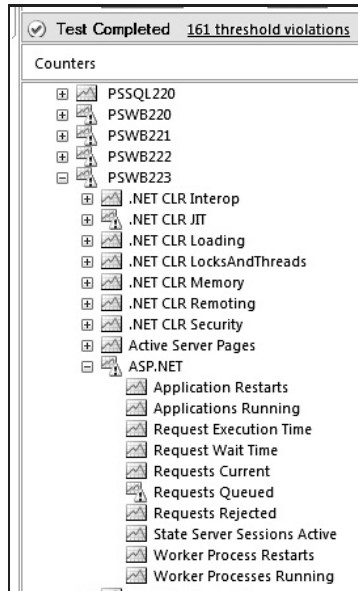 Test Completed 161 threshold violations
Counters
PSSQL220
PSWB220
PSWB221
PSWB222
PSWB223
.NET CLR Interop
.NET CLR JIT
.NET CLR Loading
.NET CLR LocksAndThreads
.NET CLR Memory
.NET CLR Remoting
.NET CLR Security
Active Server Pages
ASP.NET
Application Restarts
Applications Running
Request Execution Time
Request Wait Time
Requests Current
Requests Queued
Requests Rejected
State Server Sessions Active
Worker Process Restarts
Worker Processes Running